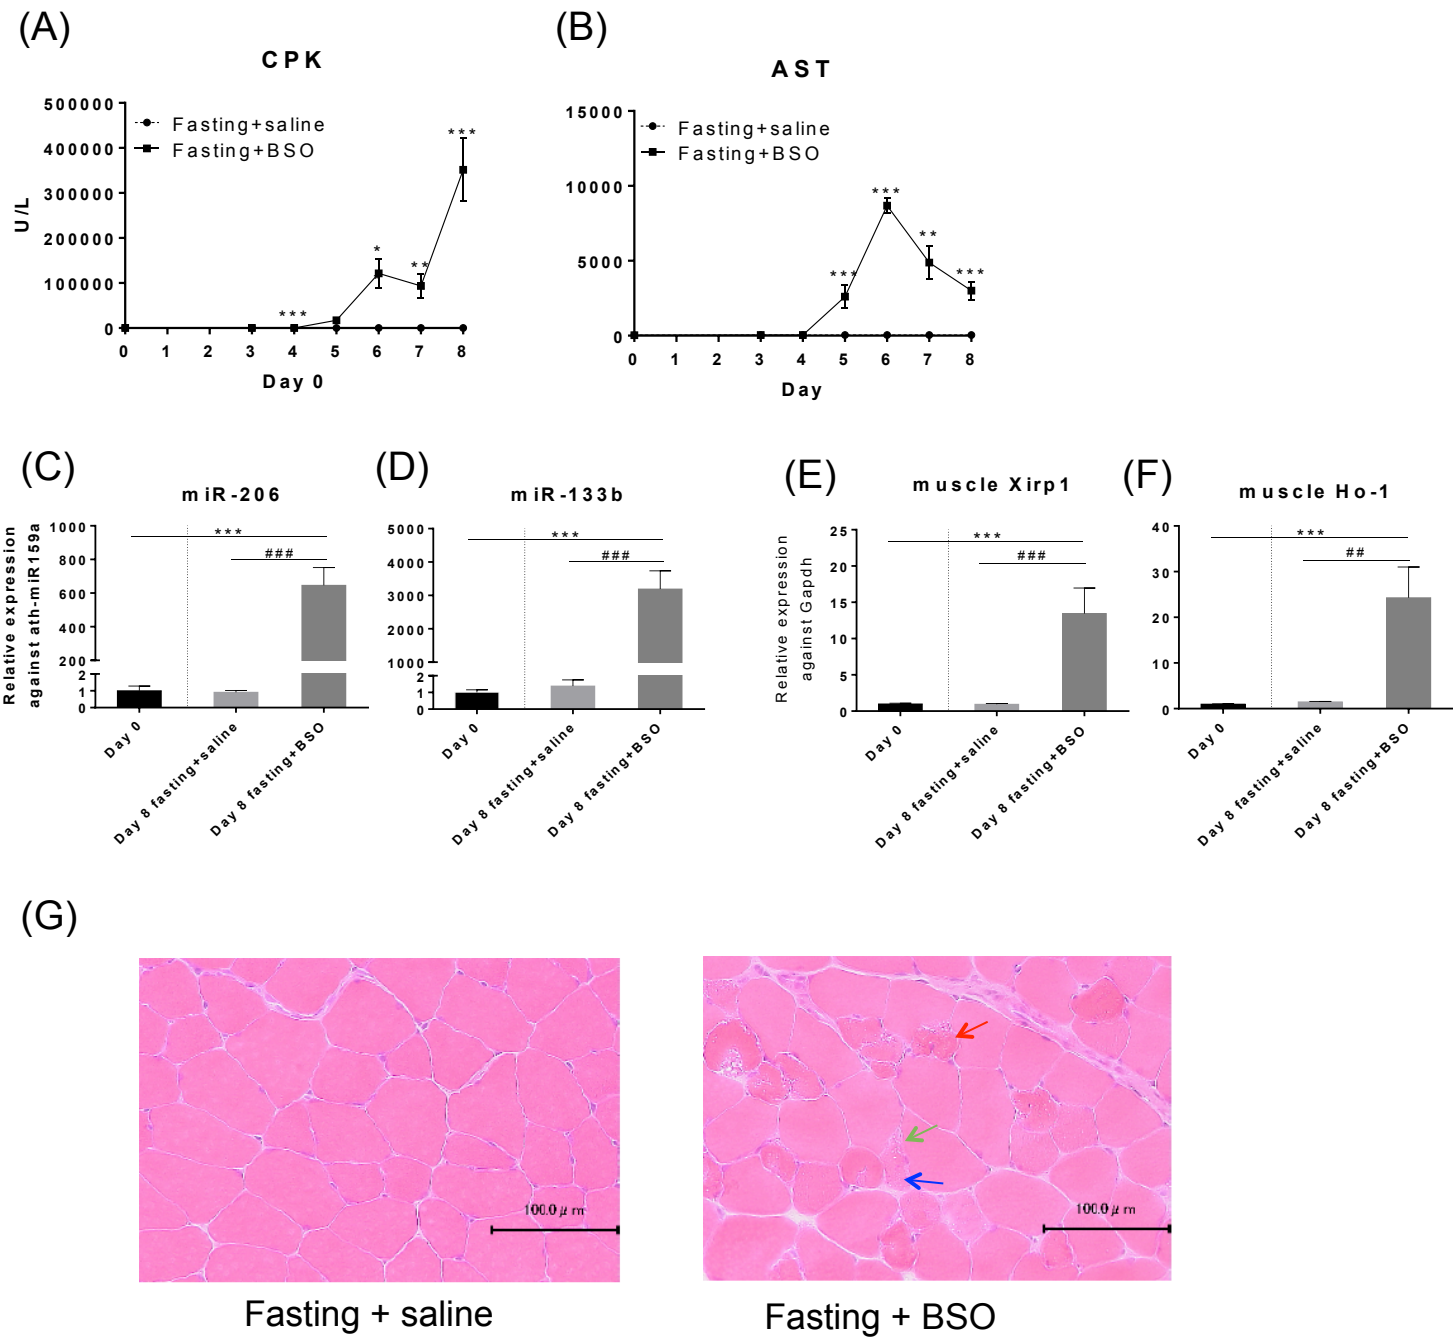 (A)
CPK
500000
400000
300000
200000
100000
0
U/L
Fasting+saline
Fasting+BSO
***
*
**
***
0 1 2 3 4 5 6 7 8
Day 0
(B)
AST
15000
10000
5000
0
Fasting+saline
Fasting+BSO
***
***
**
***
0 1 2 3 4 5 6 7 8
Day
(C)
miR-206
Relative expression
against ath-miR159a
1000
800
600
400
200
2
1
0
***
###
Day 0
Day 8 fasting+saline
Day 8 fasting+BSO
(D)
miR-133b
5000
4000
3000
2000
1000
2
1
0
***
###
Day 0
Day 8 fasting+saline
Day 8 fasting+BSO
(E)
muscle Xirp1
Relative expression
against Gapdh
25
20
15
10
5
0
***
###
Day 0
Day 8 fasting+saline
Day 8 fasting+BSO
(F)
muscle Ho-1
40
30
20
10
0
***
##
Day 0
Day 8 fasting+saline
Day 8 fasting+BSO
(G)
100.0 µm
100.0 µm
Fasting + saline
Fasting + BSO